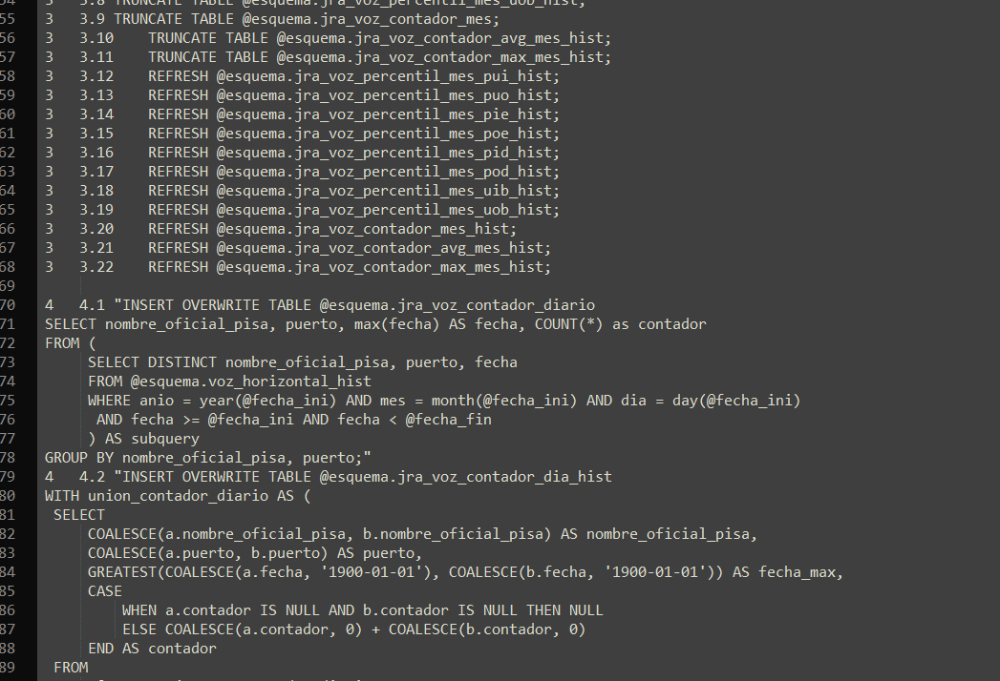 54 3 3.8 TRUNCATE TABLE @esquema.jra_voz_percentil_mes_uob_hist;
55 3 3.9 TRUNCATE TABLE @esquema.jra_voz_contador_mes;
56 3 3.10 TRUNCATE TABLE @esquema.jra_voz_contador_avg_mes_hist;
57 3 3.11 TRUNCATE TABLE @esquema.jra_voz_contador_max_mes_hist;
58 3 3.12 REFRESH @esquema.jra_voz_percentil_mes_pui_hist;
59 3 3.13 REFRESH @esquema.jra_voz_percentil_mes_puo_hist;
60 3 3.14 REFRESH @esquema.jra_voz_percentil_mes_pie_hist;
61 3 3.15 REFRESH @esquema.jra_voz_percentil_mes_poe_hist;
62 3 3.16 REFRESH @esquema.jra_voz_percentil_mes_pid_hist;
63 3 3.17 REFRESH @esquema.jra_voz_percentil_mes_pod_hist;
64 3 3.18 REFRESH @esquema.jra_voz_percentil_mes_uib_hist;
65 3 3.19 REFRESH @esquema.jra_voz_percentil_mes_uob_hist;
66 3 3.20 REFRESH @esquema.jra_voz_contador_mes_hist;
67 3 3.21 REFRESH @esquema.jra_voz_contador_avg_mes_hist;
68 3 3.22 REFRESH @esquema.jra_voz_contador_max_mes_hist;
69
70 4 4.1 "INSERT OVERWRITE TABLE @esquema.jra_voz_contador_diario
71 SELECT nombre_oficial_pisa, puerto, max(fecha) AS fecha, COUNT(*) as contador
72 FROM (
73 SELECT DISTINCT nombre_oficial_pisa, puerto, fecha
74 FROM @esquema.voz_horizontal_hist
75 WHERE anio = year(@fecha_ini) AND mes = month(@fecha_ini) AND dia = day(@fecha_ini)
76 AND fecha >= @fecha_ini AND fecha < @fecha_fin
77 ) AS subquery
78 GROUP BY nombre_oficial_pisa, puerto;"
79 4 4.2 "INSERT OVERWRITE TABLE @esquema.jra_voz_contador_dia_hist
80 WITH union_contador_diario AS (
81 SELECT
82 COALESCE(a.nombre_oficial_pisa, b.nombre_oficial_pisa) AS nombre_oficial_pisa,
83 COALESCE(a.puerto, b.puerto) AS puerto,
84 GREATEST(COALESCE(a.fecha, '1900-01-01'), COALESCE(b.fecha, '1900-01-01')) AS fecha_max,
85 CASE
86 WHEN a.contador IS NULL AND b.contador IS NULL THEN NULL
87 ELSE COALESCE(a.contador, 0) + COALESCE(b.contador, 0)
88 END AS contador
89 FROM